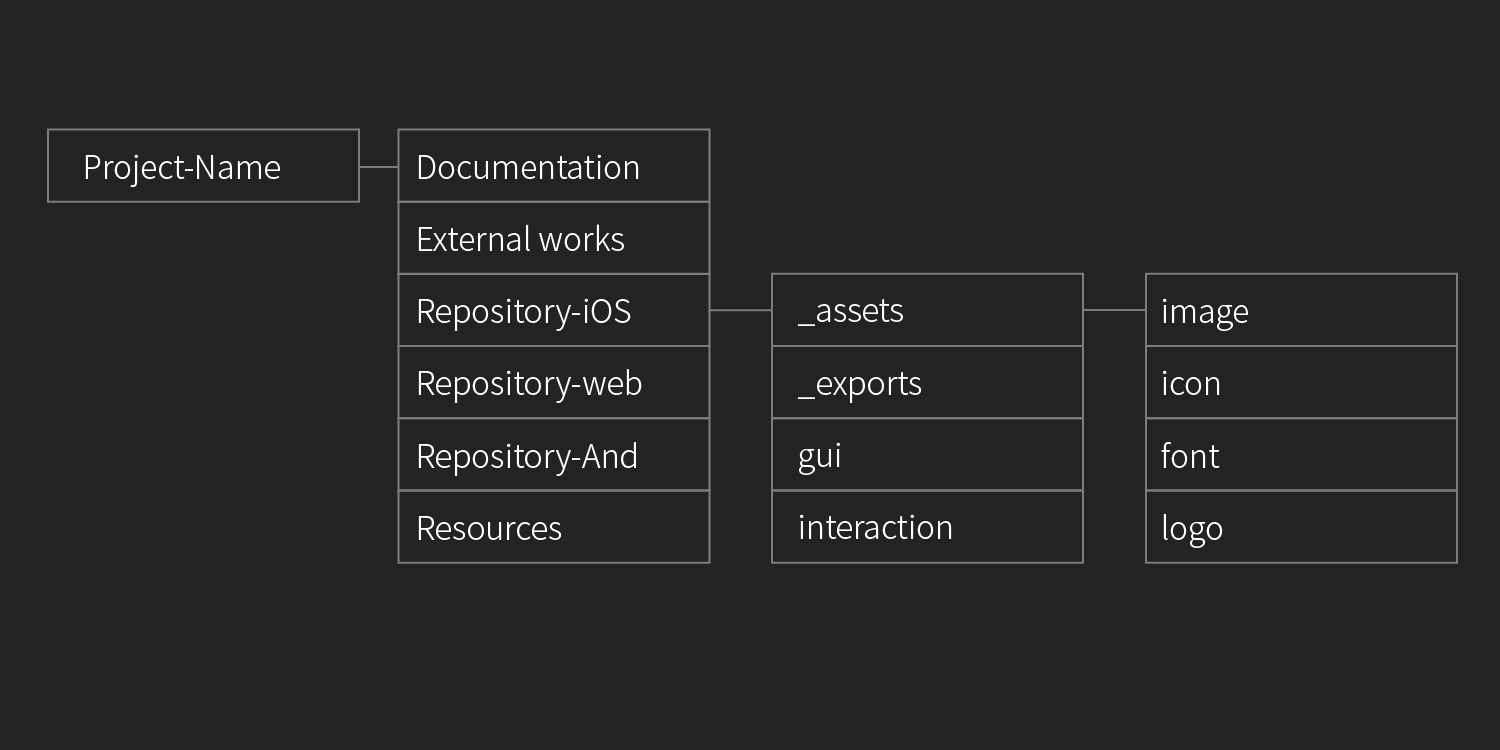 Project-Name
Documentation
External works
Repository-iOS
Repository-web
Repository-And
Resources
_assets
_exports
gui
interaction
image
icon
font
logo